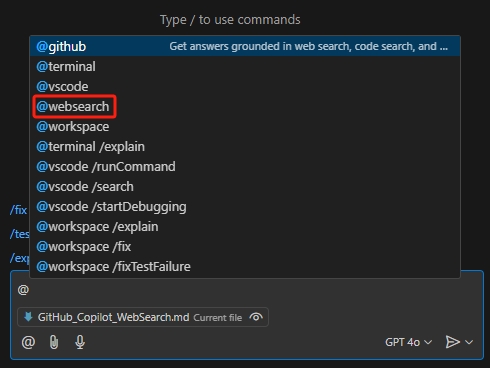 Type / to use commands
@github Get answers grounded in web search, code search, and ...
@terminal
@vscode
@websearch
@workspace
@terminal /explain
@vscode /runCommand
@vscode /search
@vscode /startDebugging
@workspace /explain
@workspace /fix
@workspace /fixTestFailure
/fix
/tes
/exp
@
GitHub_Copilot_WebSearch.md Current file
@ GPT 4o